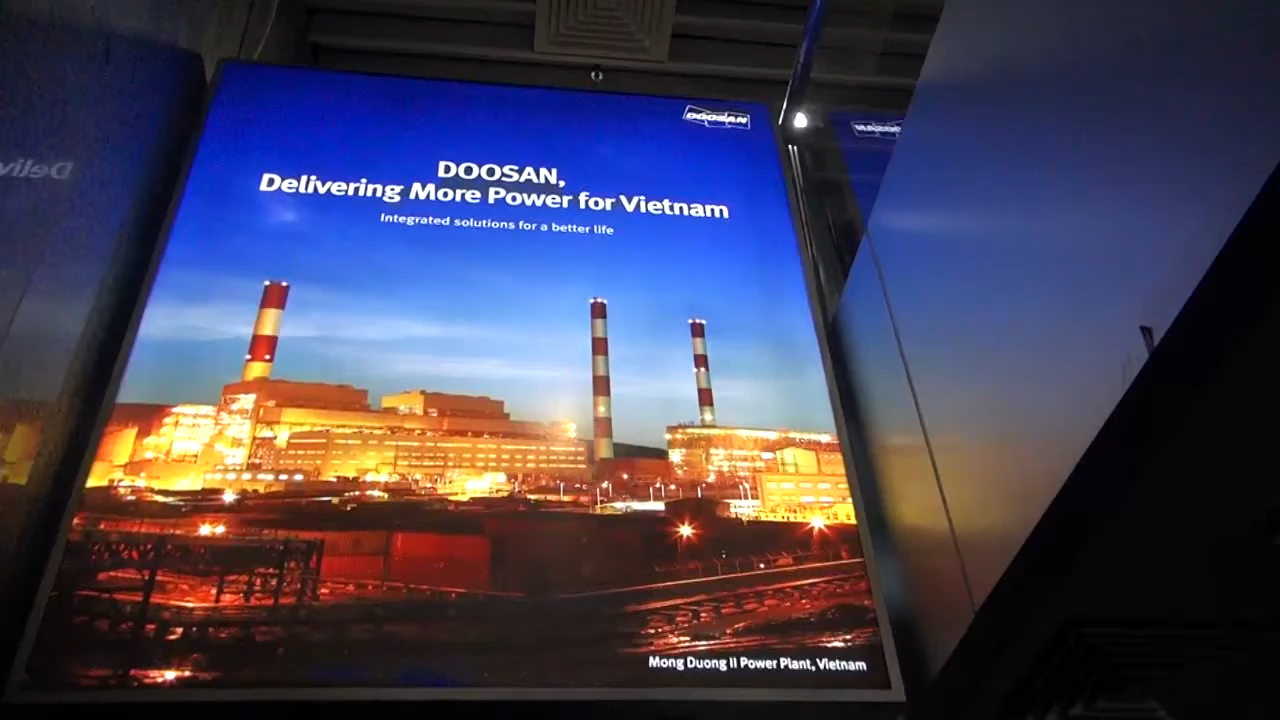 DOOSAN
DOOSAN,
Delivering More Power for Vietnam
Integrated solutions for a better life
Mong Duong II Power Plant, Vietnam